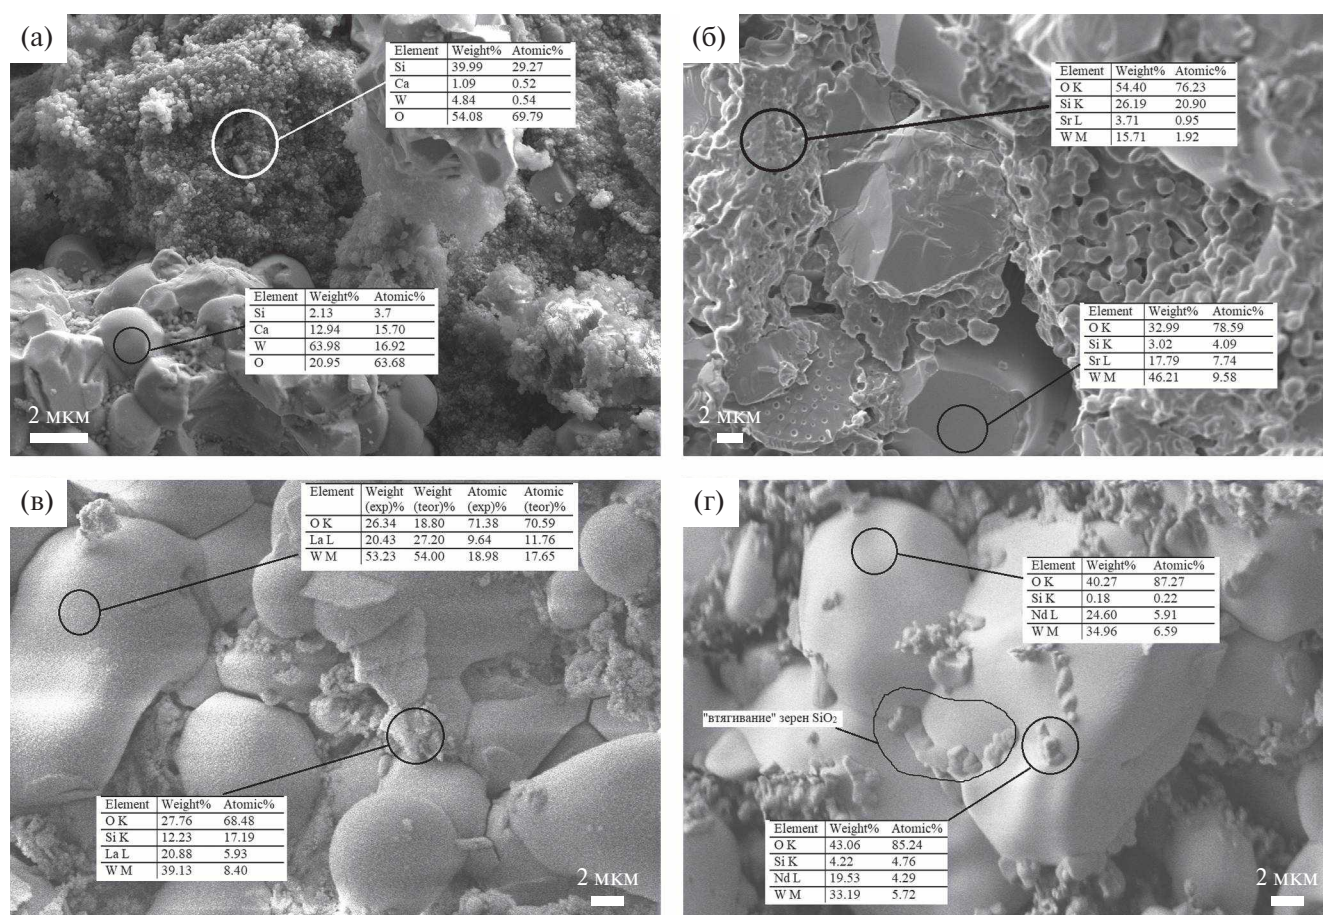 (а)
Element Weight% Atomic%
Si 39.99 29.27
Ca 1.09 0.52
W 4.84 0.54
O 54.08 69.79
Element Weight% Atomic%
Si 2.13 3.7
Ca 12.94 15.70
W 63.98 16.92
O 20.95 63.68
2 мкм
(б)
Element Weight% Atomic%
O K 54.40 76.23
Si K 26.19 20.90
Sr L 3.71 0.95
W M 15.71 1.92
Element Weight% Atomic%
O K 32.99 78.59
Si K 3.02 4.09
Sr L 17.79 7.74
W M 46.21 9.58
2 мкм
(в)
Element Weight Weight Atomic Atomic
(exp)% (teor)% (exp)% (teor)%
O K 26.34 18.80 71.38 70.59
La L 20.43 27.20 9.64 11.76
W M 53.23 54.00 18.98 17.65
Element Weight% Atomic%
O K 27.76 68.48
Si K 12.23 17.19
La L 20.88 5.93
W M 39.13 8.40
2 мкм
(г)
Element Weight% Atomic%
O K 40.27 87.27
Si K 0.18 0.22
Nd L 24.60 5.91
W M 34.96 6.59
"втягивание" зерен SiO₂
Element Weight% Atomic%
O K 43.06 85.24
Si K 4.22 4.76
Nd L 19.53 4.29
W M 33.19 5.72
2 мкм